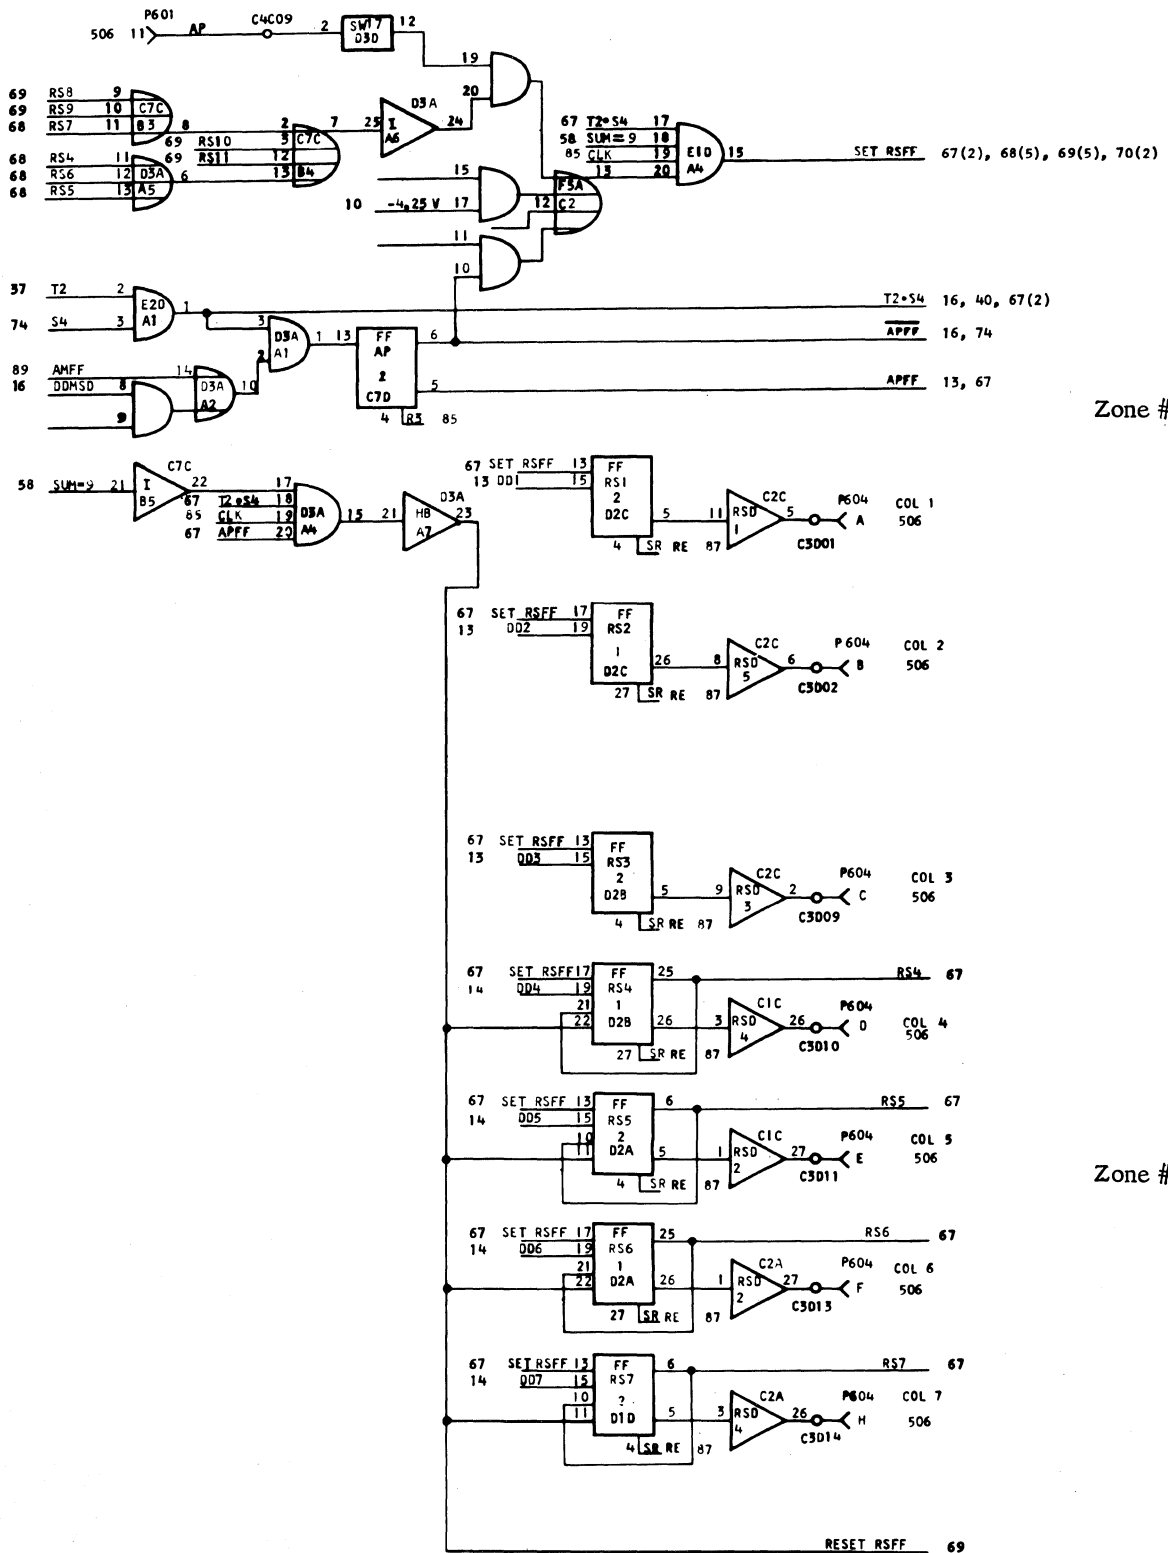 P601
506 11 AP C4C09 2 SW17 D3D 12
19
20
69 RS8 9
69 RS9 10 C7C
68 RS7 11 B3 8
69 RS10 2
69 RS11 3 C7C 7
12
13 B4
25 I A6 D3A 24
68 RS4 11
68 RS6 12 D3A 6
68 RS5 13 A5
67 T2•S4 17
58 SUM=9 18
85 CLK 19 E1D 15 SET RSFF 67(2), 68(5), 69(5), 70(2)
13 20 A4
15
10 -4.25 V 17
12 F5A C2
11
10
37 T2 2
E2D 1
74 S4 3 A1
T2•S4 16, 40, 67(2)
3
D3A 1
2 A1
13 FF 6
AP
2
C7D 5
4 R3 85
APFF 16, 74
APFF 13, 67
89 AMFF 14
16 DDMSD 8 D3A 10
A2
9
Zone #
58 SUM=9 21 I B5 C7C 22
17
67 T2•S4 18
85 CLK 19 D3A 15
67 APFF 20 A4
21 HB A7 D3A 23
67 SET RSFF 13 FF
13 DD1 15 RS1
2
D2C
5 11 RSD 1 C2C 5 C3D01 P604 A COL 1 506
4 SR RE 87
67 SET RSFF 17 FF
13 DD2 19 RS2
1
D2C
26 8 RSD 5 C2C 6 C3D02 P604 B COL 2 506
27 SR RE 87
67 SET RSFF 13 FF
13 DD3 15 RS3
2
D2B
5 9 RSD 3 C2C 2 C3D09 P604 C COL 3 506
4 SR RE 87
67 SET RSFF 17 FF 25 RS4 67
14 DD4 19 RS4
21 1
22 D2B
26 3 RSD 4 C1C 26 C3D10 P604 D COL 4 506
27 SR RE 87
67 SET RSFF 13 FF 6 RS5 67
14 DD5 15 RS5
10 2
11 D2A
5 1 RSD 2 C1C 27 C3D11 P604 E COL 5 506
4 SR RE 87
Zone #
67 SET RSFF 17 FF 25 RS6 67
14 DD6 19 RS6
21 1
22 D2A
26 1 RSD 2 C2A 27 C3D13 P604 F COL 6 506
27 SR RE 87
67 SET RSFF 13 FF 6 RS7 67
14 DD7 15 RS7
10
11 D1D
5 3 RSD 4 C2A 26 C3D14 P604 H COL 7 506
4 SR RE 87
RESET RSFF 69